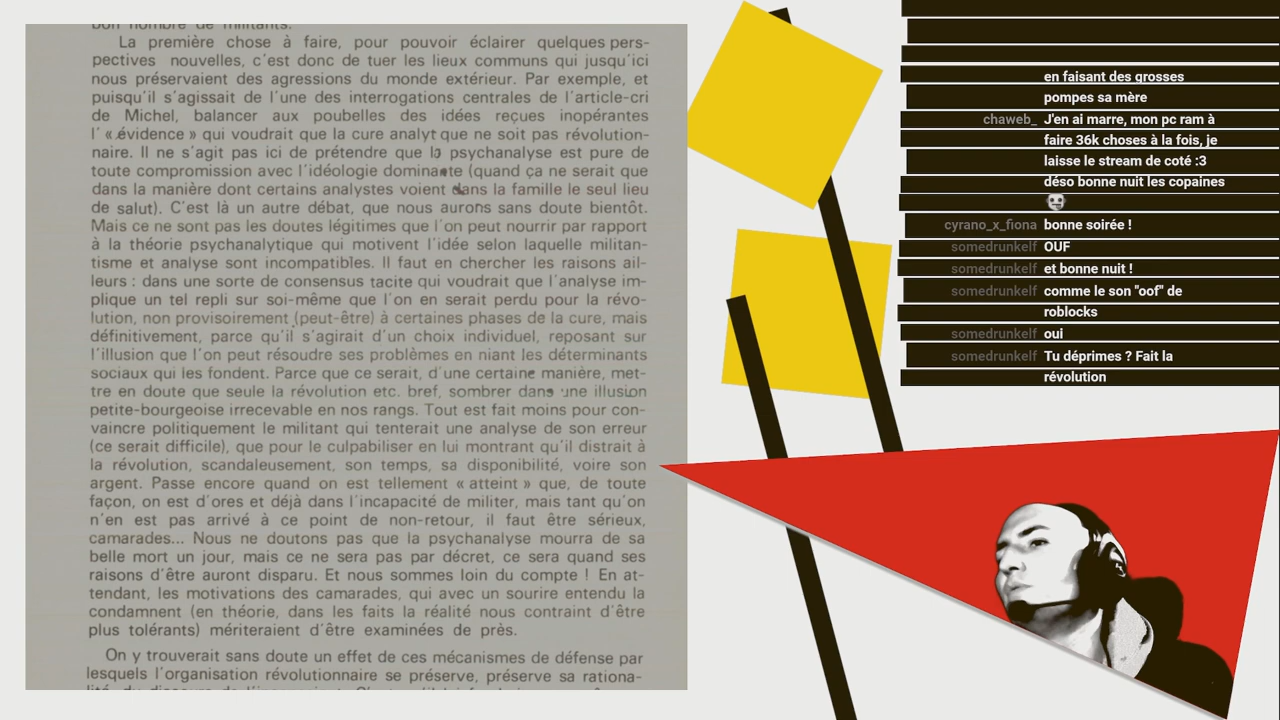 bon nombre de militants.
La première chose à faire, pour pouvoir éclairer quelques pers-
pectives nouvelles, c'est donc de tuer les lieux communs qui jusqu'ici
nous préservaient des agressions du monde extérieur. Par exemple, et
puisqu'il s'agissait de l'une des interrogations centrales de l'article-cri
de Michel, balancer aux poubelles des idées reçues inopérantes
l'« évidence » qui voudrait que la cure analytique ne soit pas révolution-
naire. Il ne s'agit pas ici de prétendre que la psychanalyse est pure de
toute compromission avec l'idéologie dominante (quand ça ne serait que
dans la manière dont certains analystes voient dans la famille le seul lieu
de salut). C'est là un autre débat, que nous aurons sans doute bientôt.
Mais ce ne sont pas les doutes légitimes que l'on peut nourrir par rapport
à la théorie psychanalytique qui motivent l'idée selon laquelle militan-
tisme et analyse sont incompatibles. Il faut en chercher les raisons ail-
leurs : dans une sorte de consensus tacite qui voudrait que l'analyse im-
plique un tel repli sur soi-même que l'on en serait perdu pour la révo-
lution, non provisoirement (peut-être) à certaines phases de la cure, mais
définitivement, parce qu'il s'agirait d'un choix individuel, reposant sur
l'illusion que l'on peut résoudre ses problèmes en niant les déterminants
sociaux qui les fondent. Parce que ce serait, d'une certaine manière, met-
tre en doute que seule la révolution etc. bref, sombrer dans une illusion
petite-bourgeoise irrecevable en nos rangs. Tout est fait moins pour con-
vaincre politiquement le militant qui tenterait une analyse de son erreur
(ce serait difficile), que pour le culpabiliser en lui montrant qu'il distrait à
la révolution, scandaleusement, son temps, sa disponibilité, voire son
argent. Passe encore quand on est tellement « atteint » que, de toute
façon, on est d'ores et déjà dans l'incapacité de militer, mais tant qu'on
n'en est pas arrivé à ce point de non-retour, il faut être sérieux,
camarades... Nous ne doutons pas que la psychanalyse mourra de sa
belle mort un jour, mais ce ne sera pas par décret, ce sera quand ses
raisons d'être auront disparu. Et nous sommes loin du compte ! En at-
tendant, les motivations des camarades, qui avec un sourire entendu la
condamnent (en théorie, dans les faits la réalité nous contraint d'être
plus tolérants) mériteraient d'être examinées de près.
On y trouverait sans doute un effet de ces mécanismes de défense par
lesquels l'organisation révolutionnaire se préserve, préserve sa rationa-
en faisant des grosses
pompes sa mère
chaweb_ J'en ai marre, mon pc ram à
faire 36k choses à la fois, je
laisse le stream de coté :3
déso bonne nuit les copaines
cyrano_x_fiona bonne soirée !
somedrunkelf OUF
somedrunkelf et bonne nuit !
somedrunkelf comme le son "oof" de
roblocks
somedrunkelf oui
somedrunkelf Tu déprimes ? Fait la
révolution